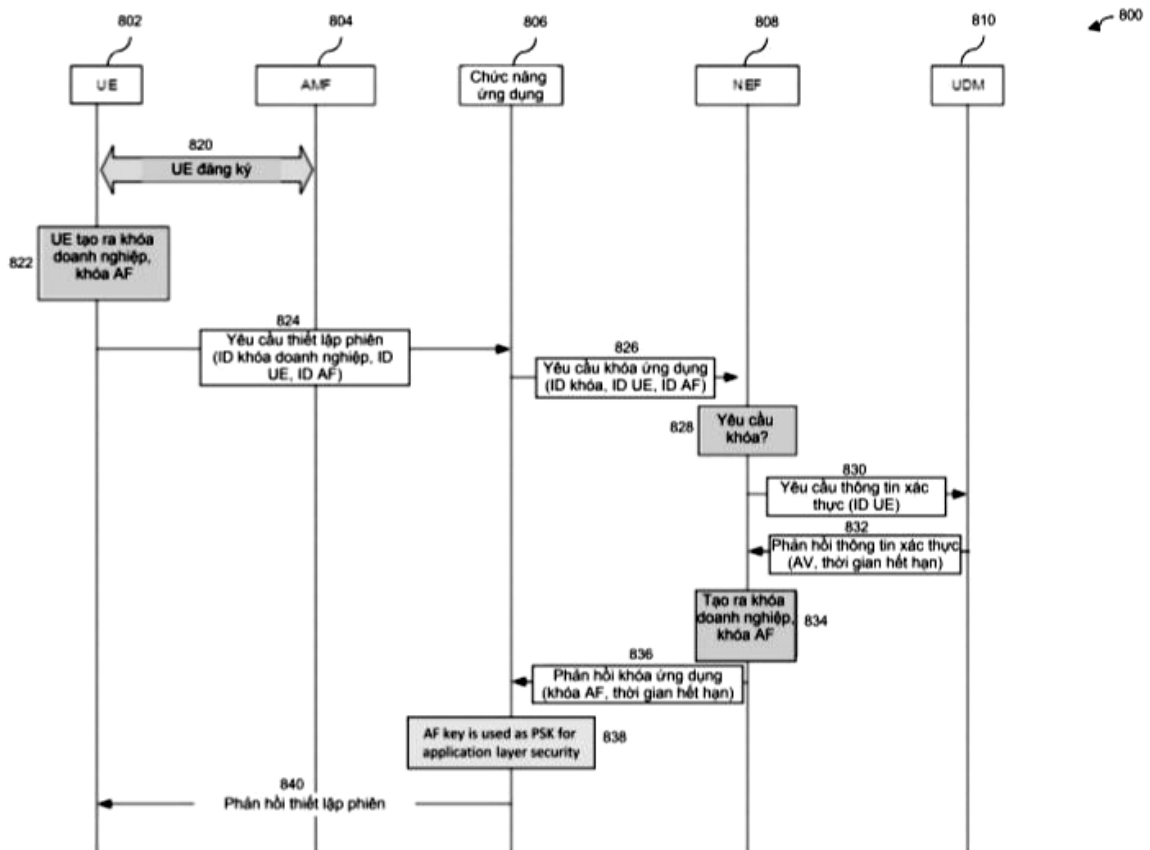 802
804
806
808
810
800
UE
AMF
Chức năng
ứng dụng
NEF
UDM
820
UE đăng ký
822
UE tạo ra khóa
doanh nghiệp,
khóa AF
824
Yêu cầu thiết lập phiên
(ID khóa doanh nghiệp, ID
UE, ID AF)
826
Yêu cầu khóa ứng dụng
(ID khóa, ID UE, ID AF)
828
Yêu cầu
khóa?
830
Yêu cầu thông tin xác
thực (ID UE)
832
Phản hồi thông tin xác thực
(AV, thời gian hết hạn)
Tạo ra khóa
doanh nghiệp,
khóa AF
834
836
Phản hồi khóa ứng dụng
(khóa AF, thời gian hết hạn)
AF key is used as PSK for
application layer security
838
840
Phản hồi thiết lập phiên